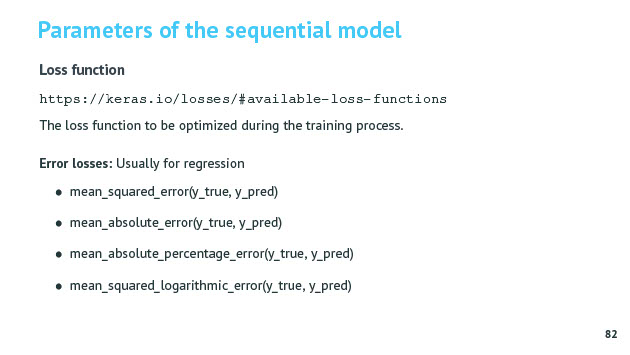 Parameters of the sequential model
Loss function
https://keras.io/losses/#available-loss-functions
The loss function to be optimized during the training process.
Error losses: Usually for regression
● mean_squared_error(y_true, y_pred)
● mean_absolute_error(y_true, y_pred)
● mean_absolute_percentage_error(y_true, y_pred)
● mean_squared_logarithmic_error(y_true, y_pred)
82